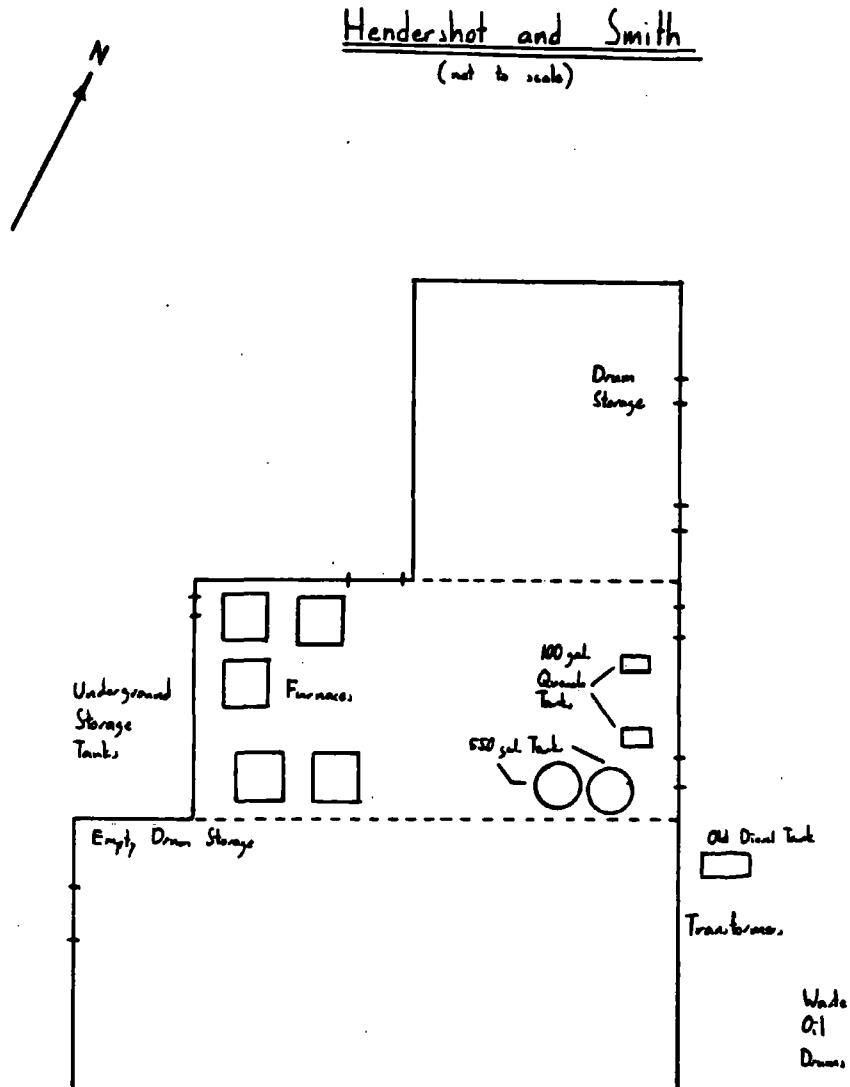 Hendershot and Smith
(not to scale)
N
Drum
Storage
100 gal.
Quench
Tanks
Underground
Storage
Tanks
Furnaces
550 gal. Tank
Empty Drum Storage
Old Diesel Tank
Transformers
Waste
Oil
Drums